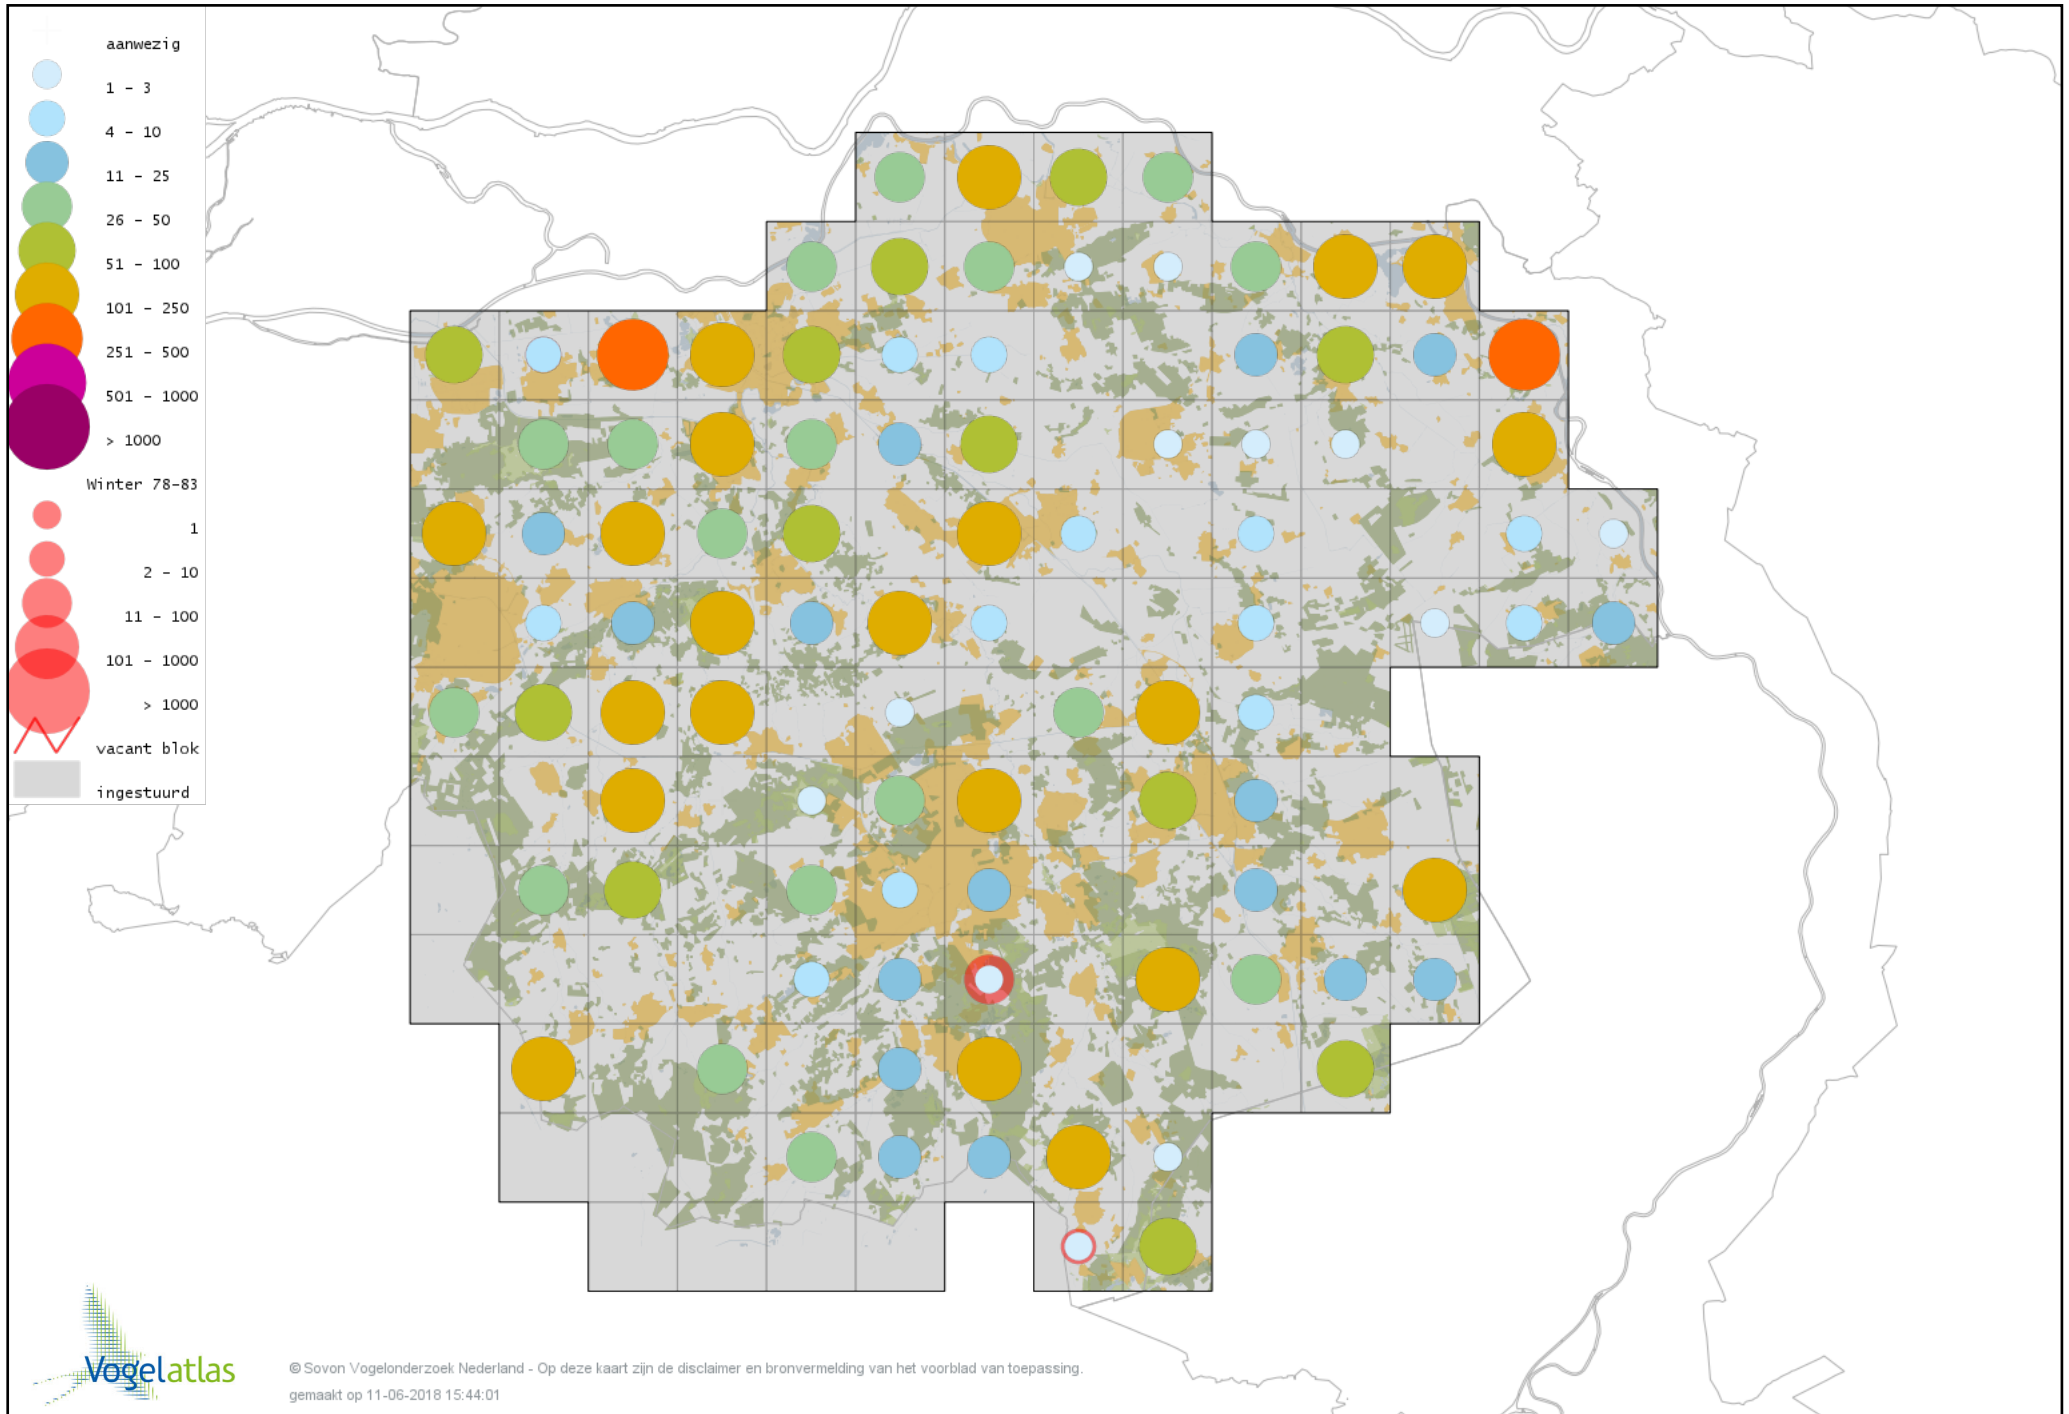 aanwezig
1 - 3
4 - 10
11 - 25
26 - 50
51 - 100
101 - 250
251 - 500
501 - 1000
> 1000
Winter 78-83
1
2 - 10
11 - 100
101 - 1000
> 1000
vacant blok
ingestuurd
Vogelatlas
© Sovon Vogelonderzoek Nederland - Op deze kaart zijn de disclaimer en bronvermelding van het voorblad van toepassing.
gemaakt op 11-06-2018 15:44:01